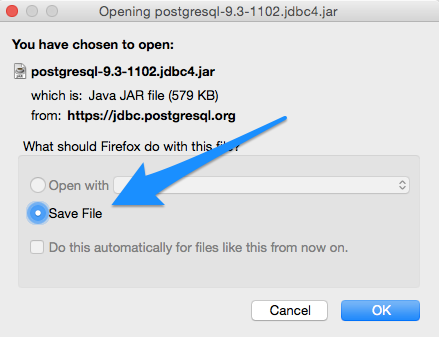 Opening postgresql-9.3-1102.jdbc4.jar
You have chosen to open:
postgresql-9.3-1102.jdbc4.jar
which is: Java JAR file (579 KB)
from: https://jdbc.postgresql.org
What should Firefox do with this file?
Open with
Save File
Do this automatically for files like this from now on.
Cancel OK